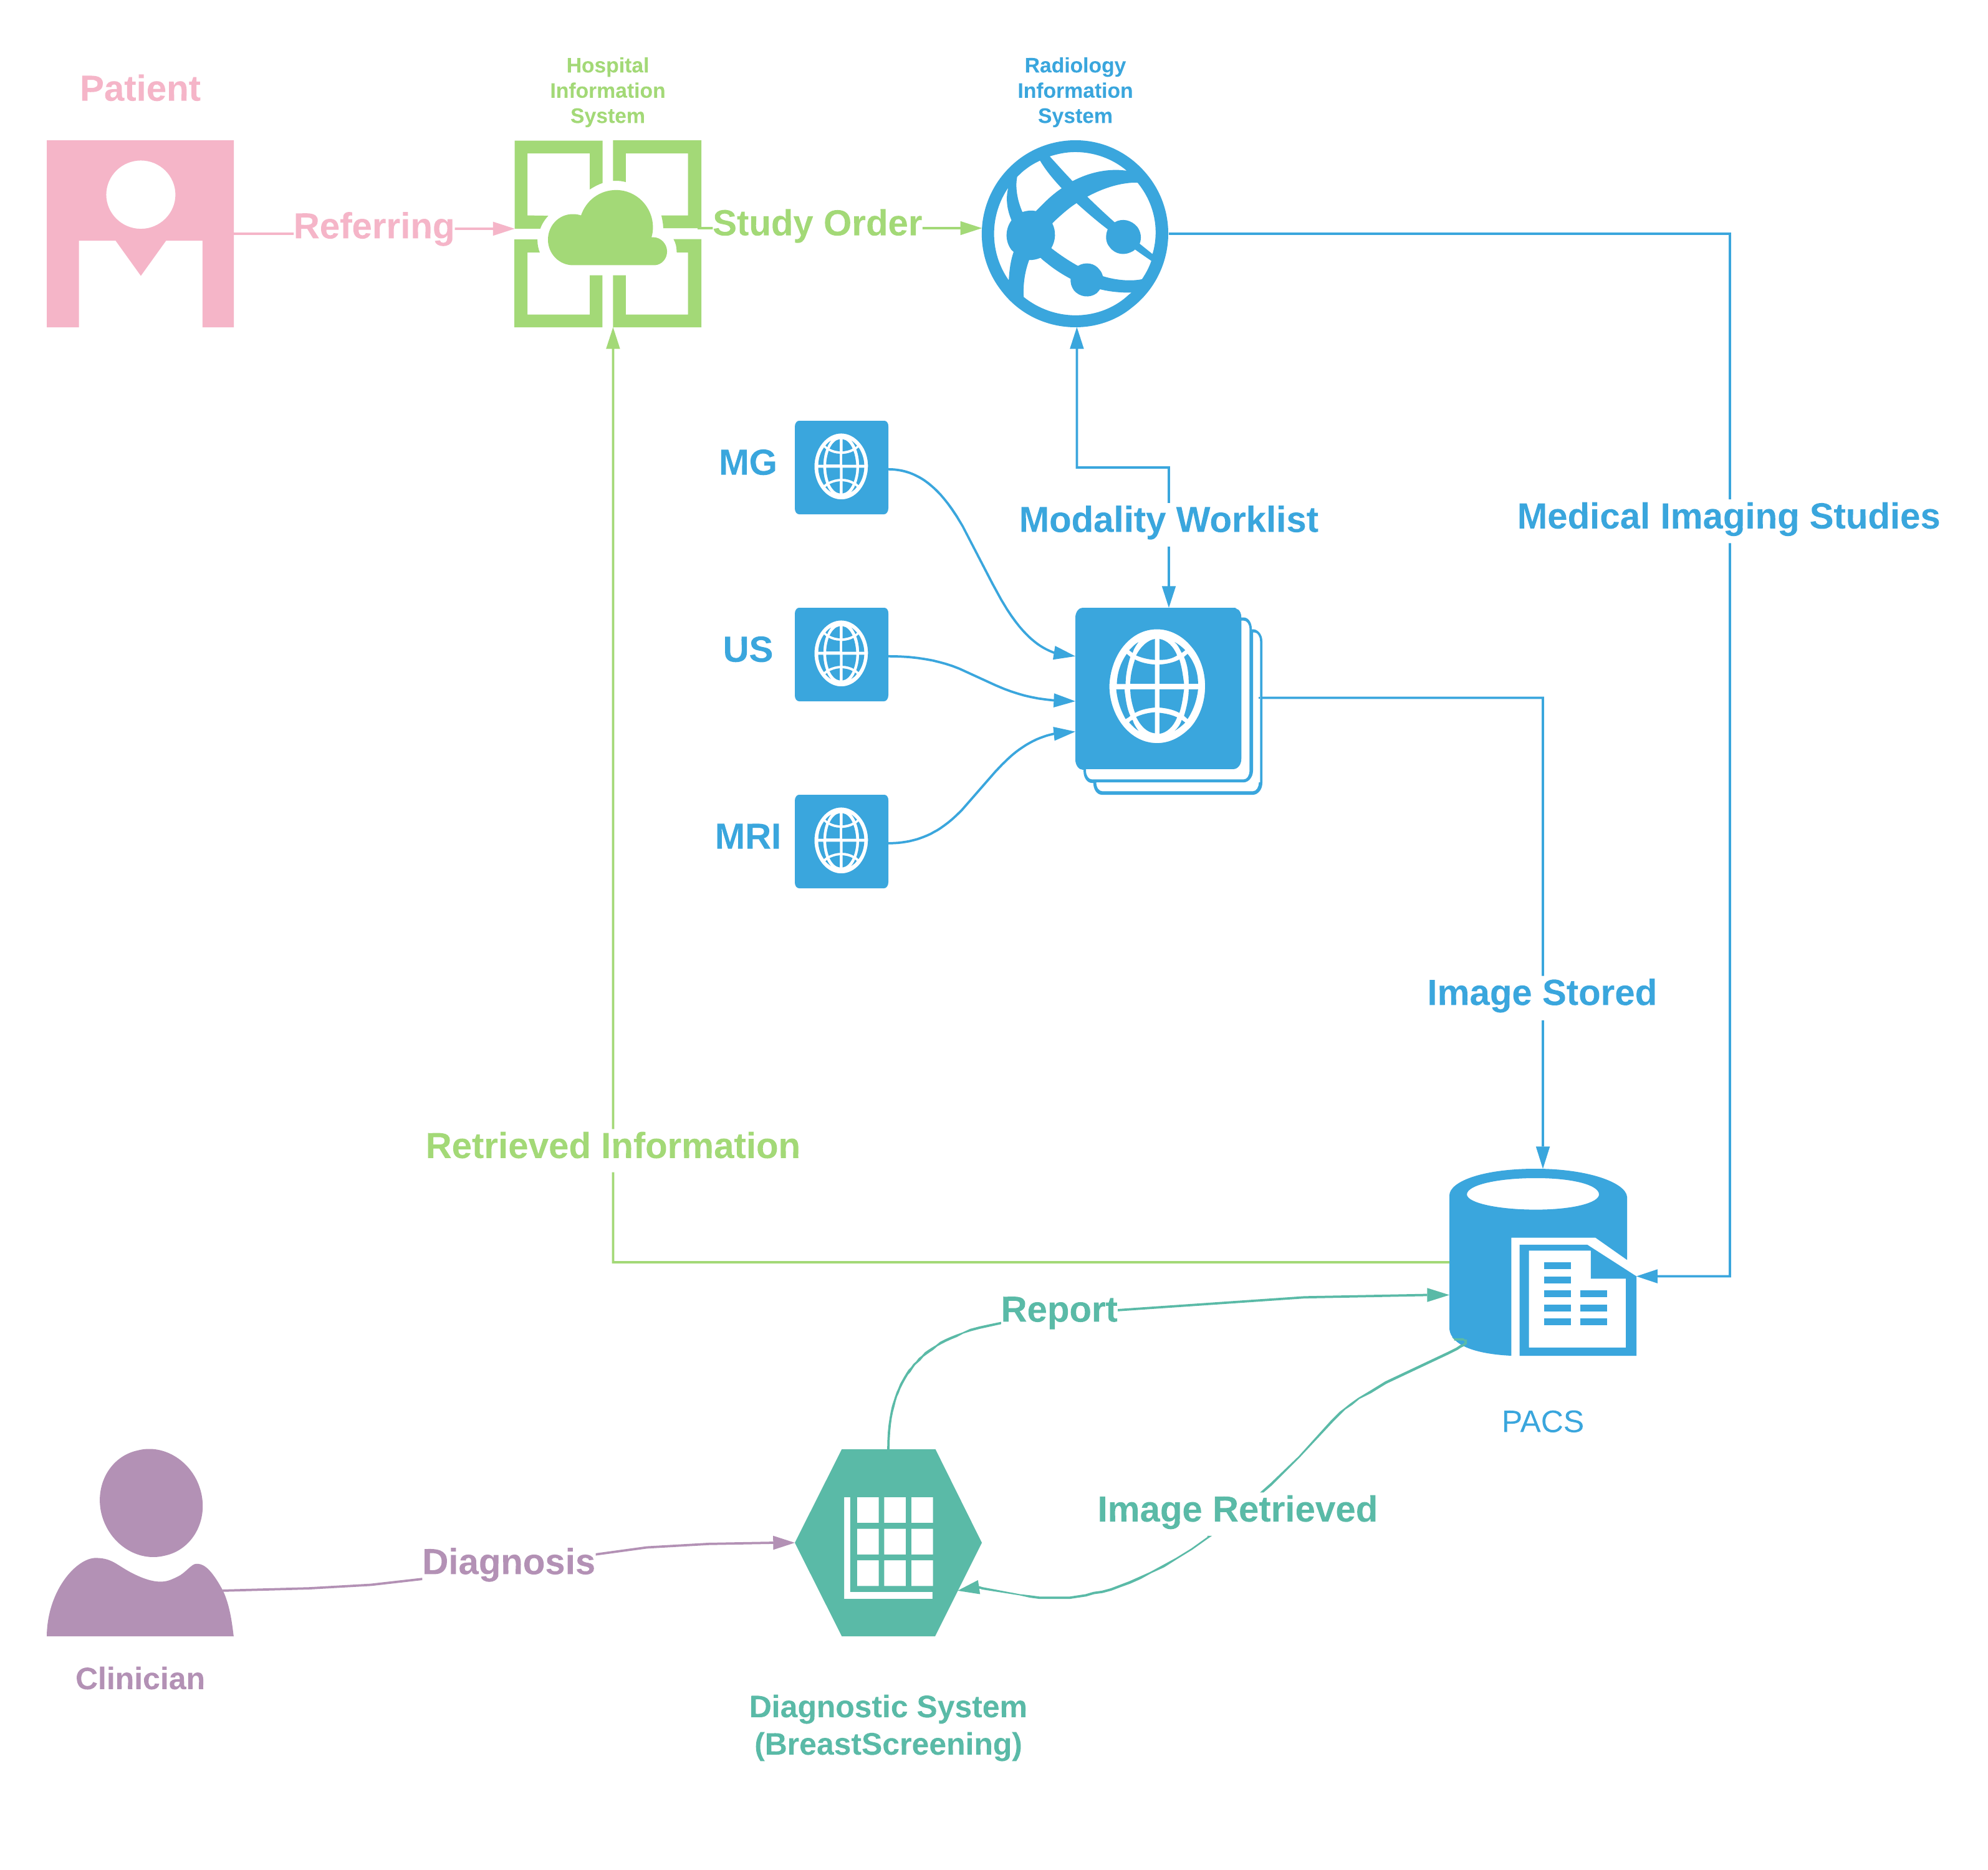 Patient
Hospital
Information
System
Radiology
Information
System
Referring
Study Order
MG
Modality Worklist
Medical Imaging Studies
US
MRI
Image Stored
Retrieved Information
Report
PACS
Image Retrieved
Diagnosis
Clinician
Diagnostic System
(BreastScreening)